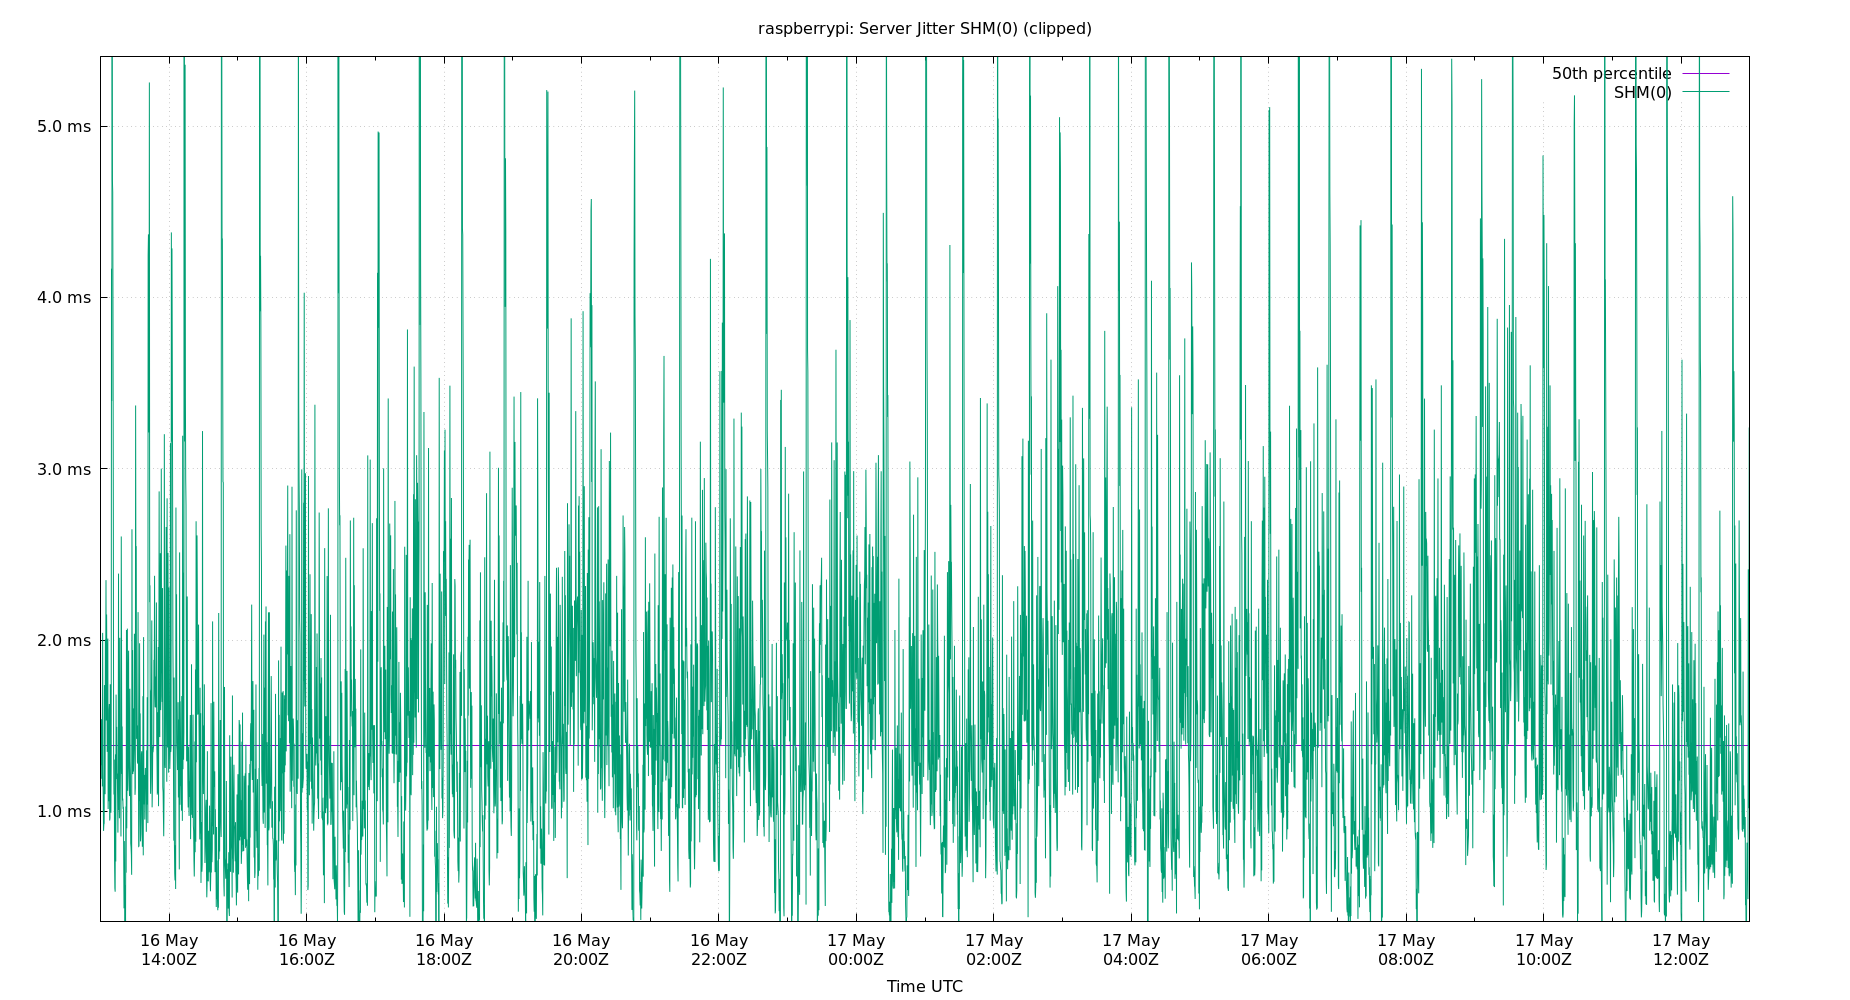 raspberrypi: Server Jitter SHM(0) (clipped)
50th percentile
SHM(0)
5.0 ms
4.0 ms
3.0 ms
2.0 ms
1.0 ms
16 May 16 May 16 May 16 May 16 May 17 May 17 May 17 May 17 May 17 May 17 May 17 May
14:00Z 16:00Z 18:00Z 20:00Z 22:00Z 00:00Z 02:00Z 04:00Z 06:00Z 08:00Z 10:00Z 12:00Z
Time UTC